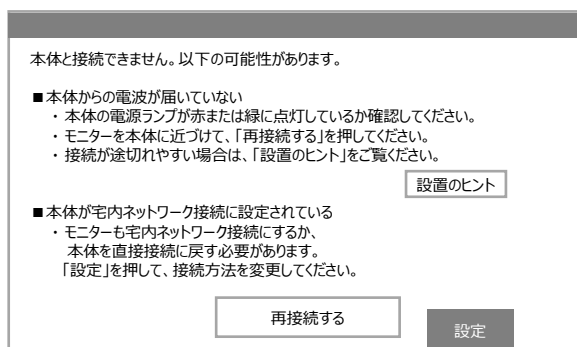 本体と接続できません。以下の可能性があります。
■本体からの電波が届いていない
・本体の電源ランプが赤または緑に点灯しているか確認してください。
・モニターを本体に近づけて、「再接続する」を押してください。
・接続が途切れやすい場合は、「設置のヒント」をご覧ください。
設置のヒント
■本体が宅内ネットワーク接続に設定されている
・モニターも宅内ネットワーク接続にするか、
本体を直接接続に戻す必要があります。
「設定」を押して、接続方法を変更してください。
再接続する
設定